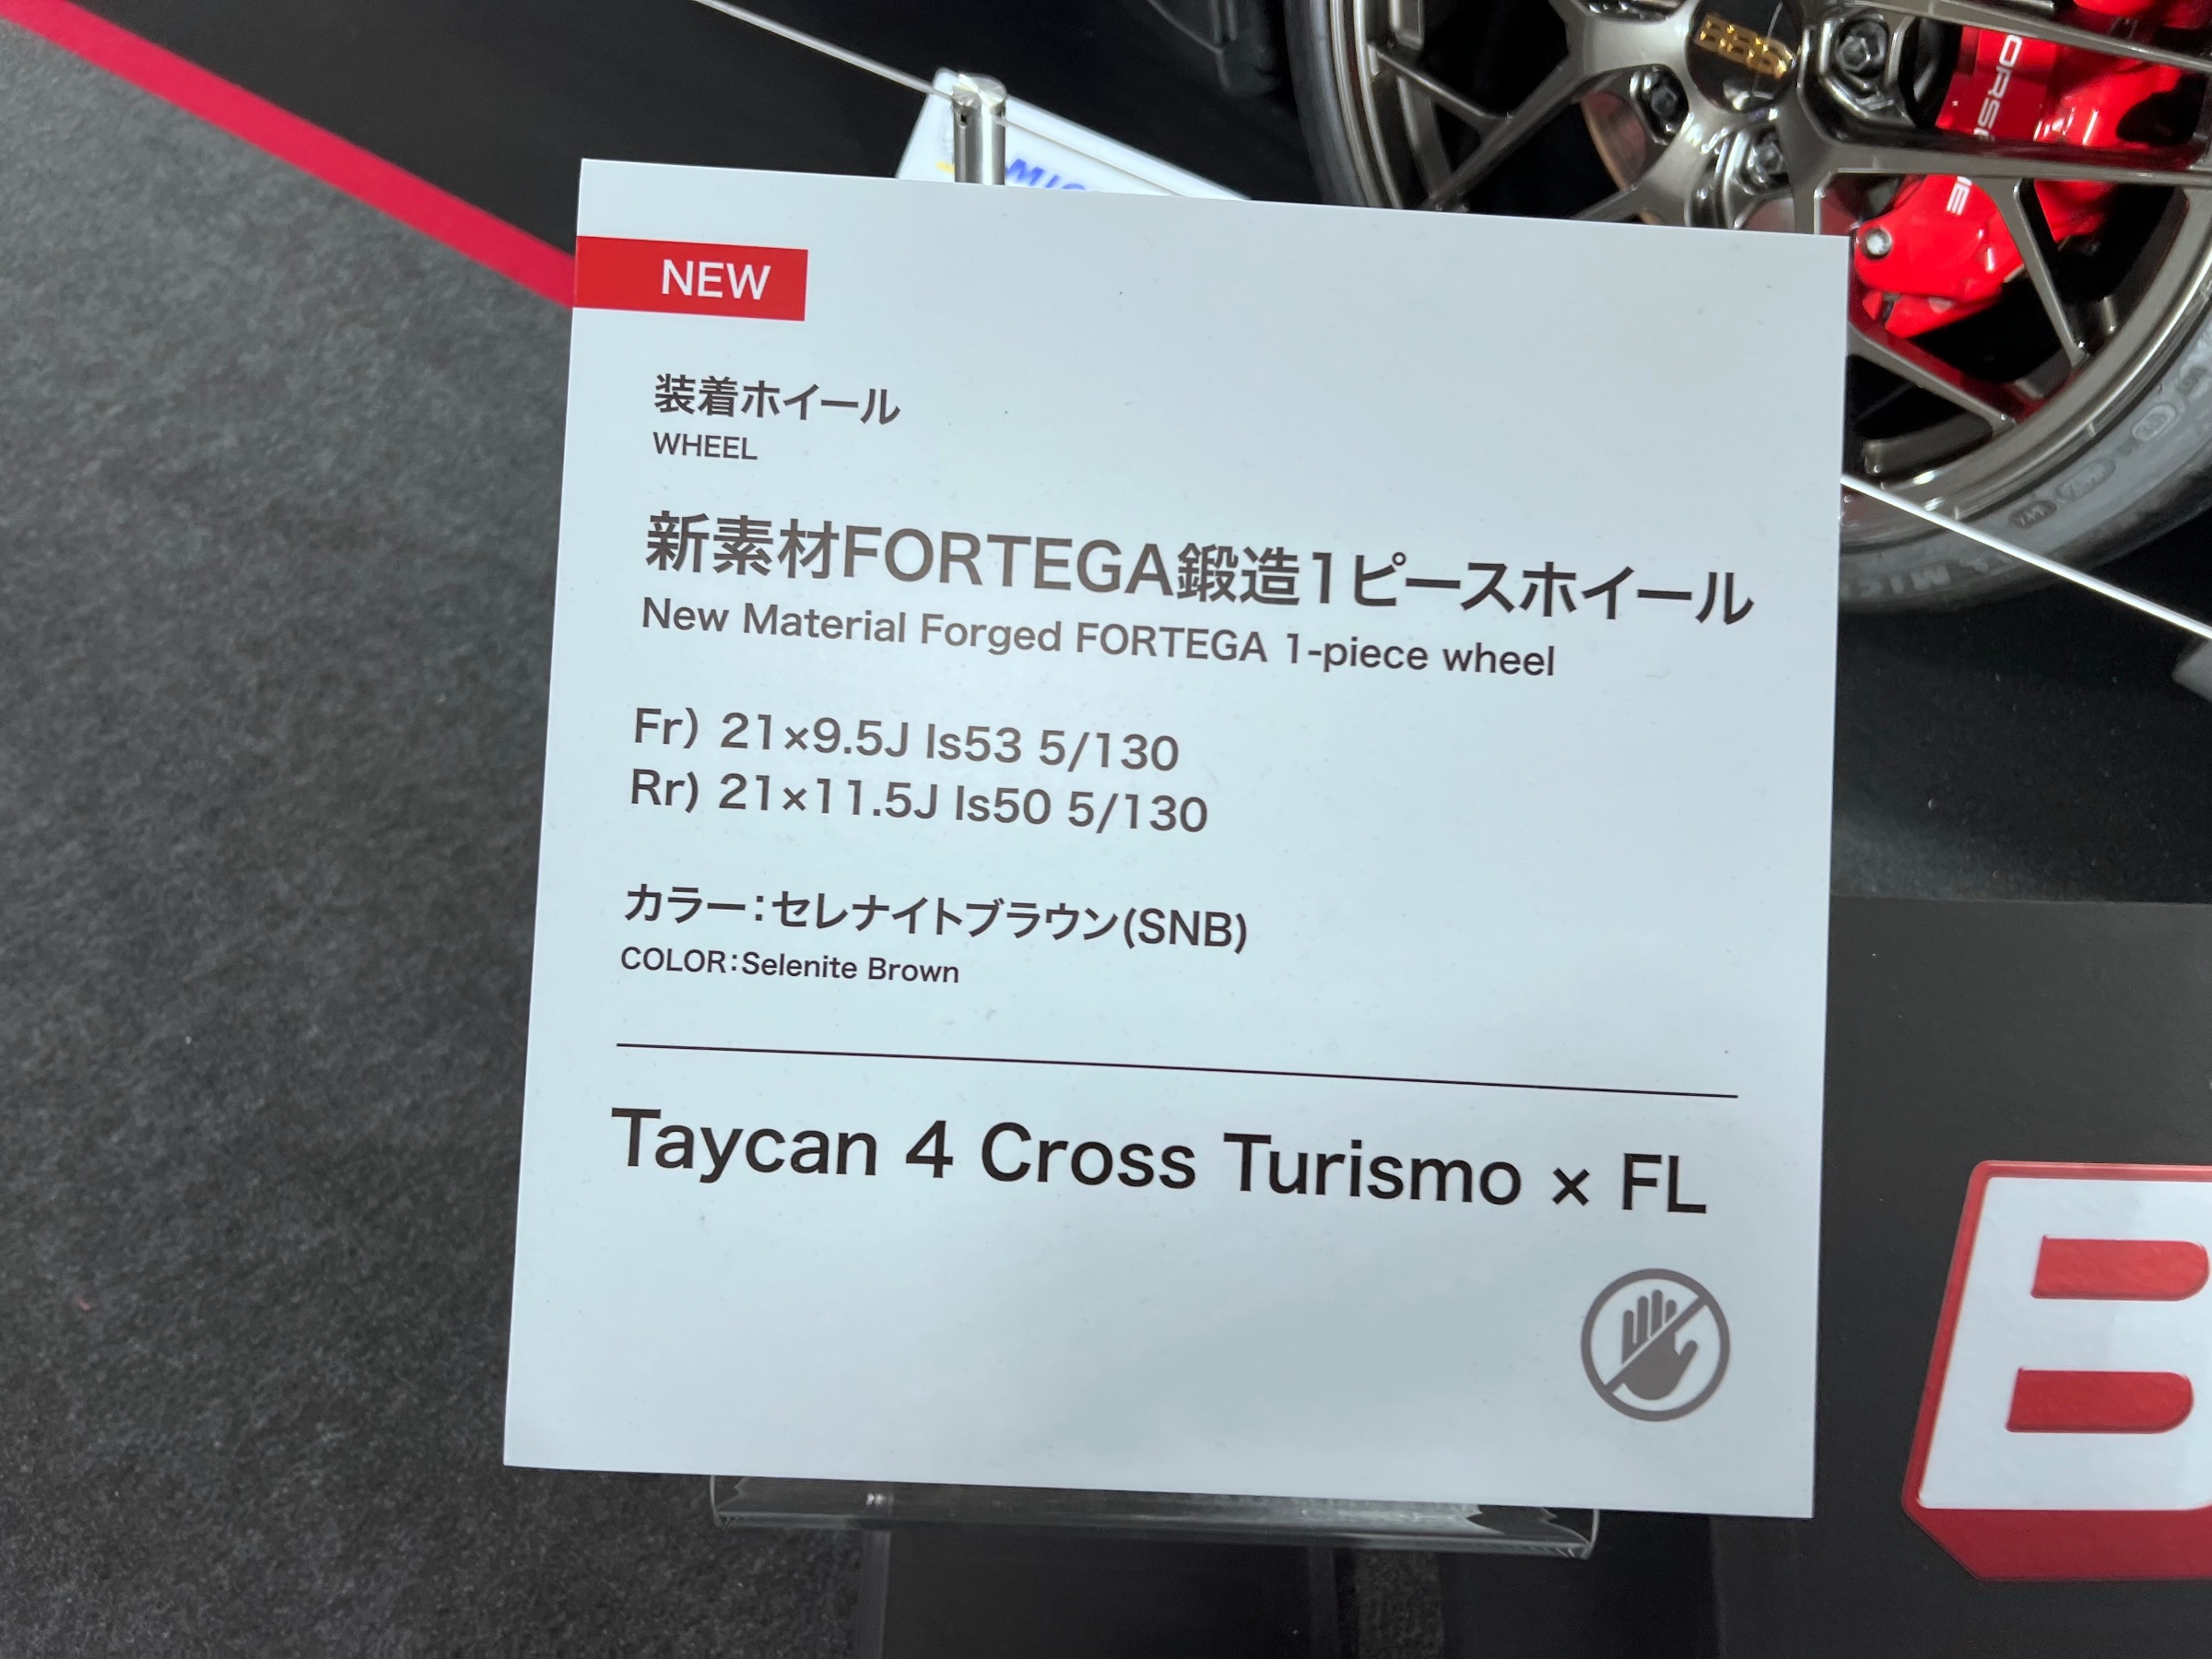 BBS
PORSCHE
NEW
装着ホイール
WHEEL
新素材FORTEGA鍛造1ピースホイール
New Material Forged FORTEGA 1-piece wheel
Fr) 21×9.5J Is53 5/130
Rr) 21×11.5J Is50 5/130
カラー：セレナイトブラウン(SNB)
COLOR：Selenite Brown
Taycan 4 Cross Turismo × FL